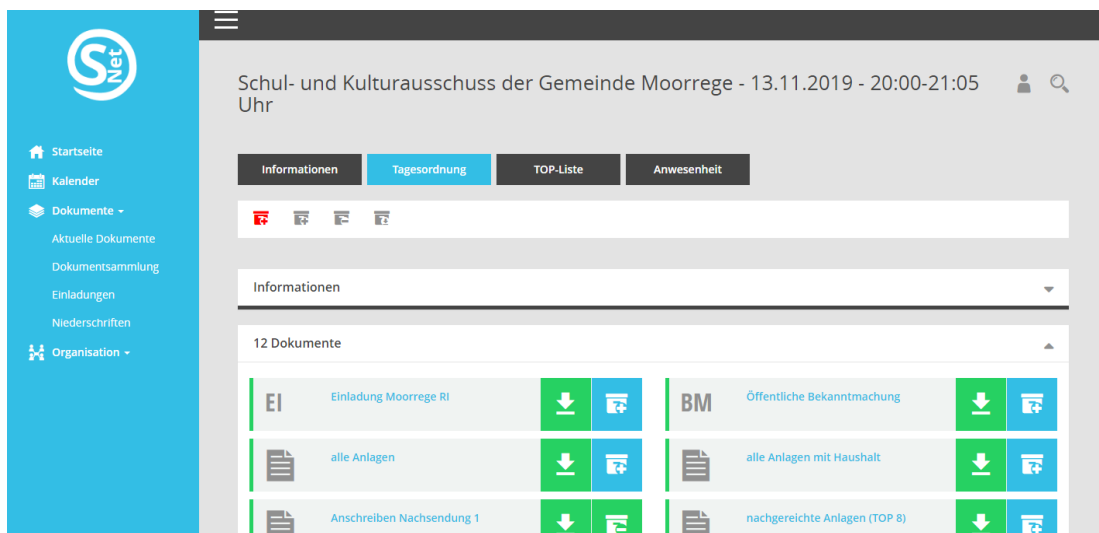 S Net
Schul- und Kulturausschuss der Gemeinde Moorrege - 13.11.2019 - 20:00-21:05
Uhr
Startseite
Kalender
Dokumente
Aktuelle Dokumente
Dokumentsammlung
Einladungen
Niederschriften
Organisation
Informationen Tagesordnung TOP-Liste Anwesenheit
Informationen
12 Dokumente
EI Einladung Moorrege RI BM Öffentliche Bekanntmachung
alle Anlagen alle Anlagen mit Haushalt
Anschreiben Nachsendung 1 nachgereichte Anlagen (TOP 8)